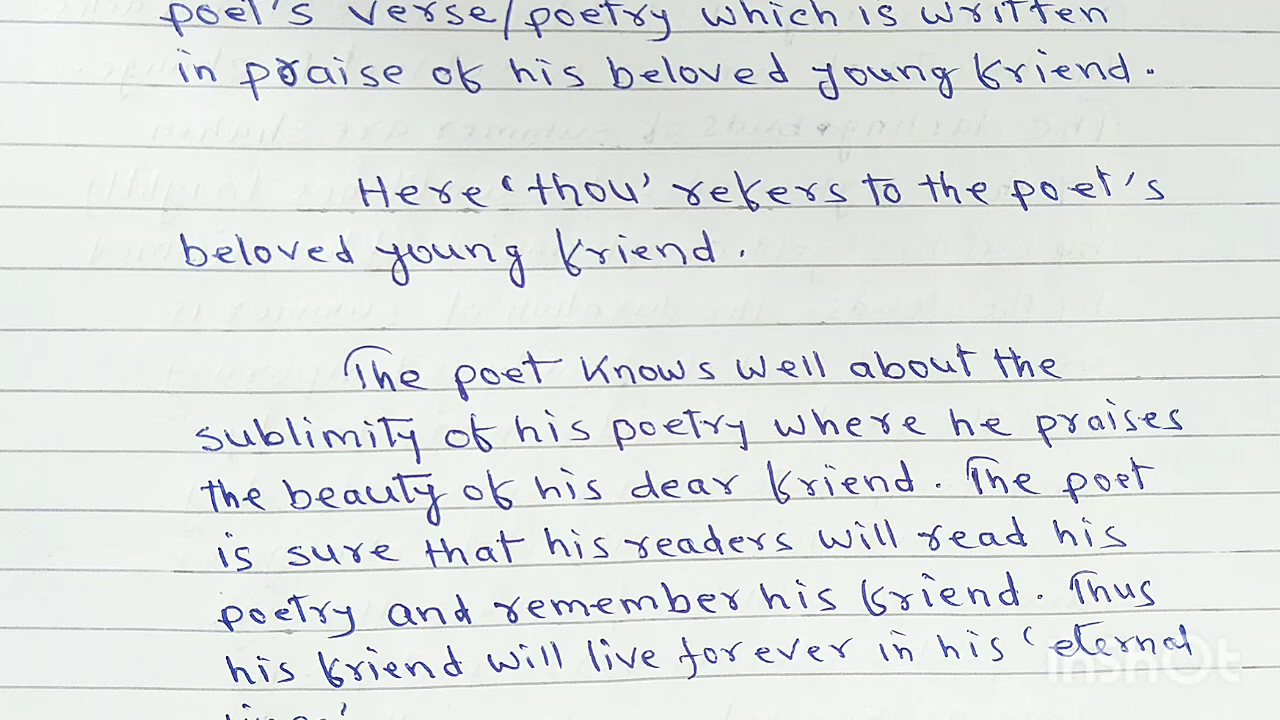 poet's verse/poetry which is written
in praise of his beloved young friend.
Here 'thou' refers to the poet's
beloved young friend.
The poet knows well about the
sublimity of his poetry where he praises
the beauty of his dear friend. The poet
is sure that his readers will read his
poetry and remember his friend. Thus
his friend will live forever in his 'eternal
lines'
InShOt